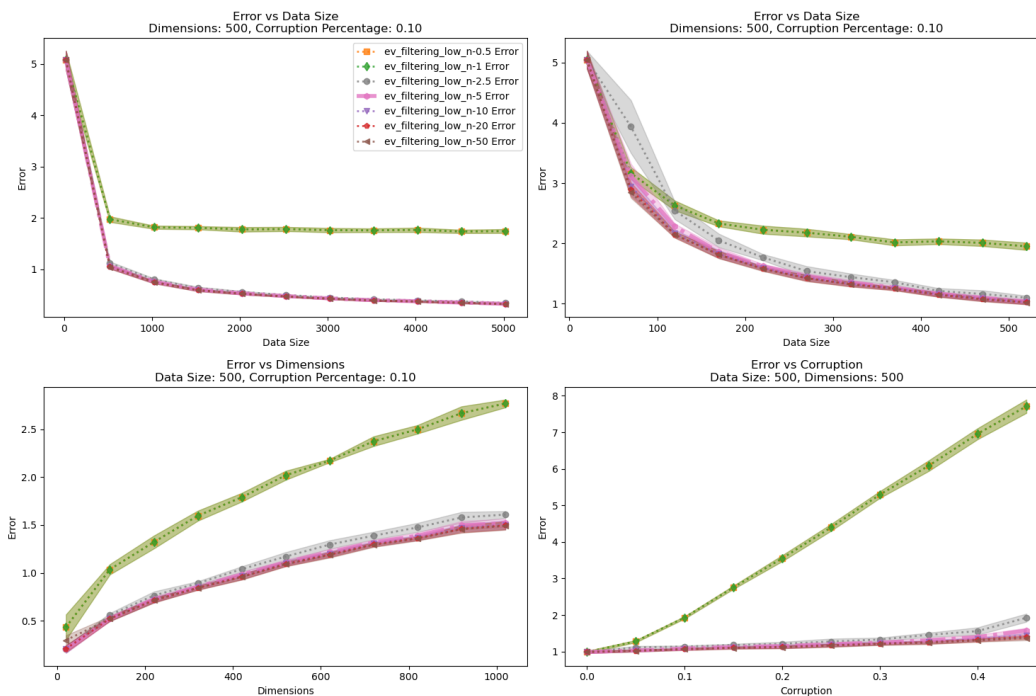 Error vs Data Size
Dimensions: 500, Corruption Percentage: 0.10
5
4
3
2
1
Error
ev_filtering_low_n-0.5 Error
ev_filtering_low_n-1 Error
ev_filtering_low_n-2.5 Error
ev_filtering_low_n-5 Error
ev_filtering_low_n-10 Error
ev_filtering_low_n-20 Error
ev_filtering_low_n-50 Error
0 1000 2000 3000 4000 5000
Data Size
Error vs Data Size
Dimensions: 500, Corruption Percentage: 0.10
5
4
3
2
1
Error
0 100 200 300 400 500
Data Size
Error vs Dimensions
Data Size: 500, Corruption Percentage: 0.10
2.5
2.0
1.5
1.0
0.5
Error
0 200 400 600 800 1000
Dimensions
Error vs Corruption
Data Size: 500, Dimensions: 500
8
7
6
5
4
3
2
1
Error
0.0 0.1 0.2 0.3 0.4
Corruption